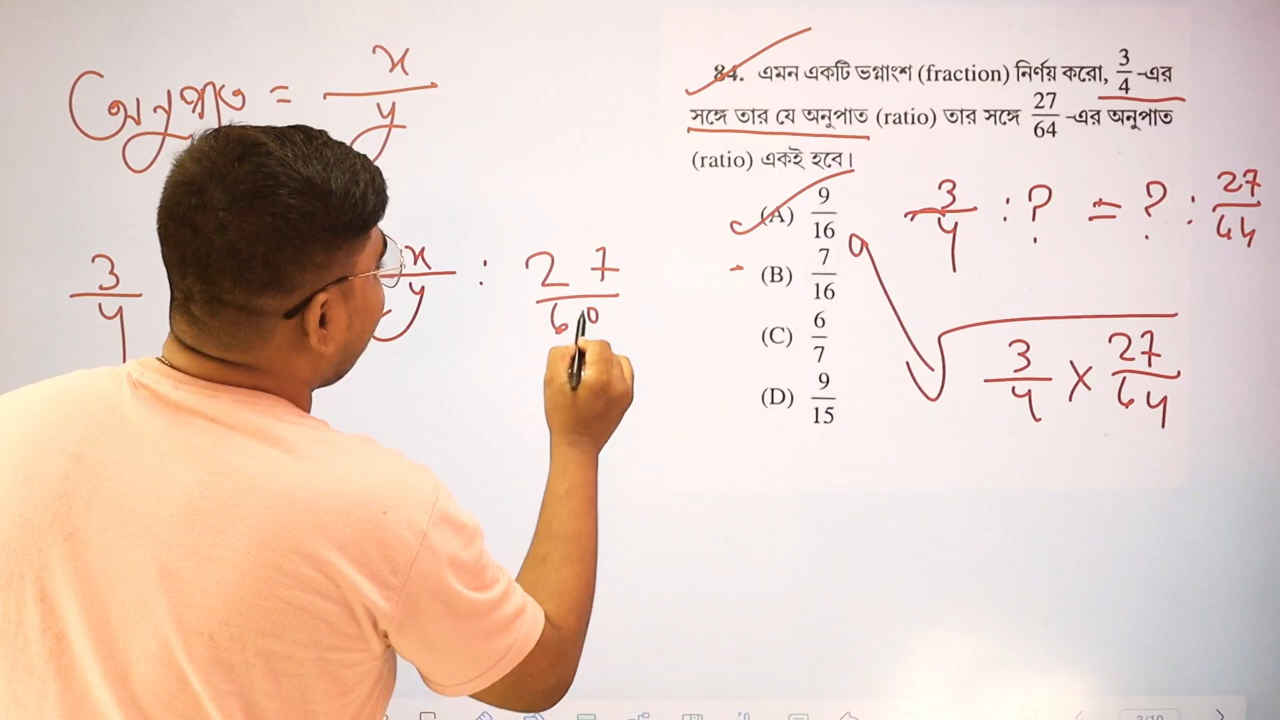 অনুপাত = x/y
3/4
x/y : 27/60
84. এমন একটি ভগ্নাংশ (fraction) নির্ণয় করো, 3/4 -এর
সঙ্গে তার যে অনুপাত (ratio) তার সঙ্গে 27/64 -এর অনুপাত
(ratio) একই হবে।
(A) 9/16
(B) 7/16
(C) 6/7
(D) 9/15
3/4 : ? = ? : 27/64
√(3/4 × 27/64)